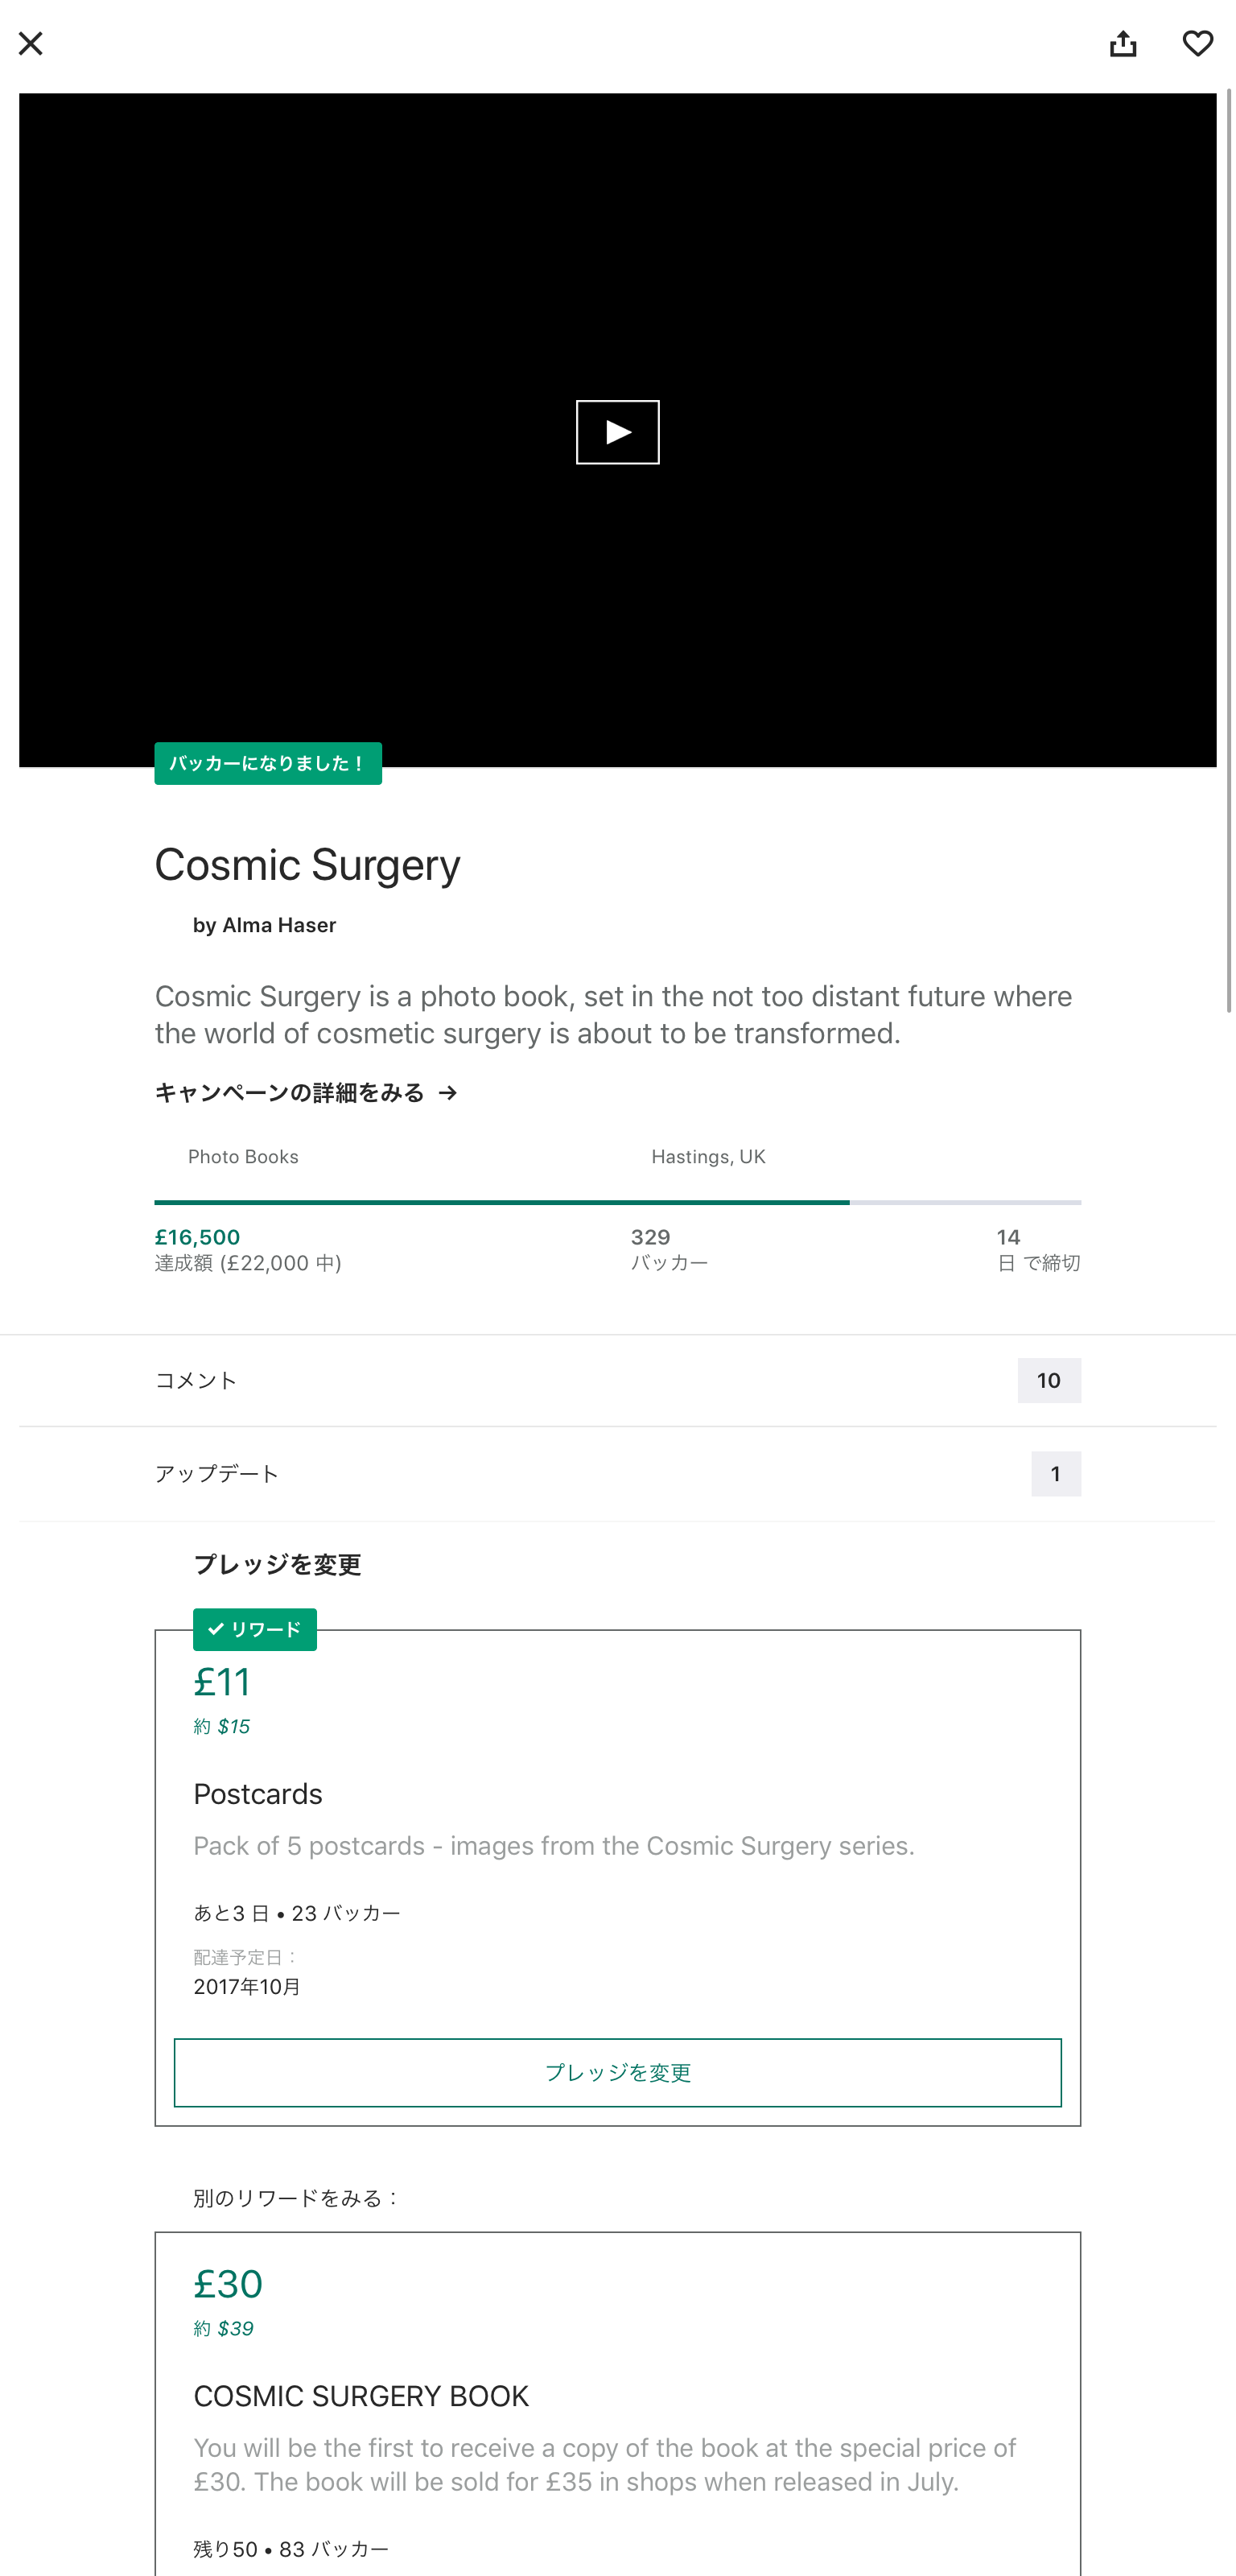 バッカーになりました！
Cosmic Surgery
by Alma Haser
Cosmic Surgery is a photo book, set in the not too distant future where
the world of cosmetic surgery is about to be transformed.
キャンペーンの詳細をみる →
Photo Books
Hastings, UK
£16,500
達成額 (£22,000 中)
329
バッカー
14
日 で締切
コメント
10
アップデート
1
プレッジを変更
✔ リワード
£11
約 $15
Postcards
Pack of 5 postcards - images from the Cosmic Surgery series.
あと3 日 • 23 バッカー
配達予定日：
2017年10月
プレッジを変更
別のリワードをみる：
£30
約 $39
COSMIC SURGERY BOOK
You will be the first to receive a copy of the book at the special price of
£30. The book will be sold for £35 in shops when released in July.
残り50 • 83 バッカー